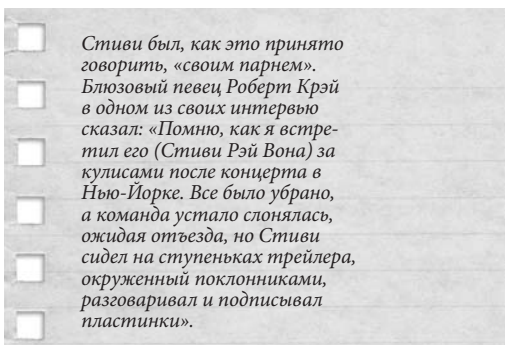 Стиви был, как это принято
говорить, «своим парнем».
Блюзовый певец Роберт Крэй
в одном из своих интервью
сказал: «Помню, как я встре-
тил его (Стиви Рэй Вона) за
кулисами после концерта в
Нью-Йорке. Все было убрано,
а команда устало слонялась,
ожидая отъезда, но Стиви
сидел на ступеньках трейлера,
окруженный поклонниками,
разговаривал и подписывал
пластинки».